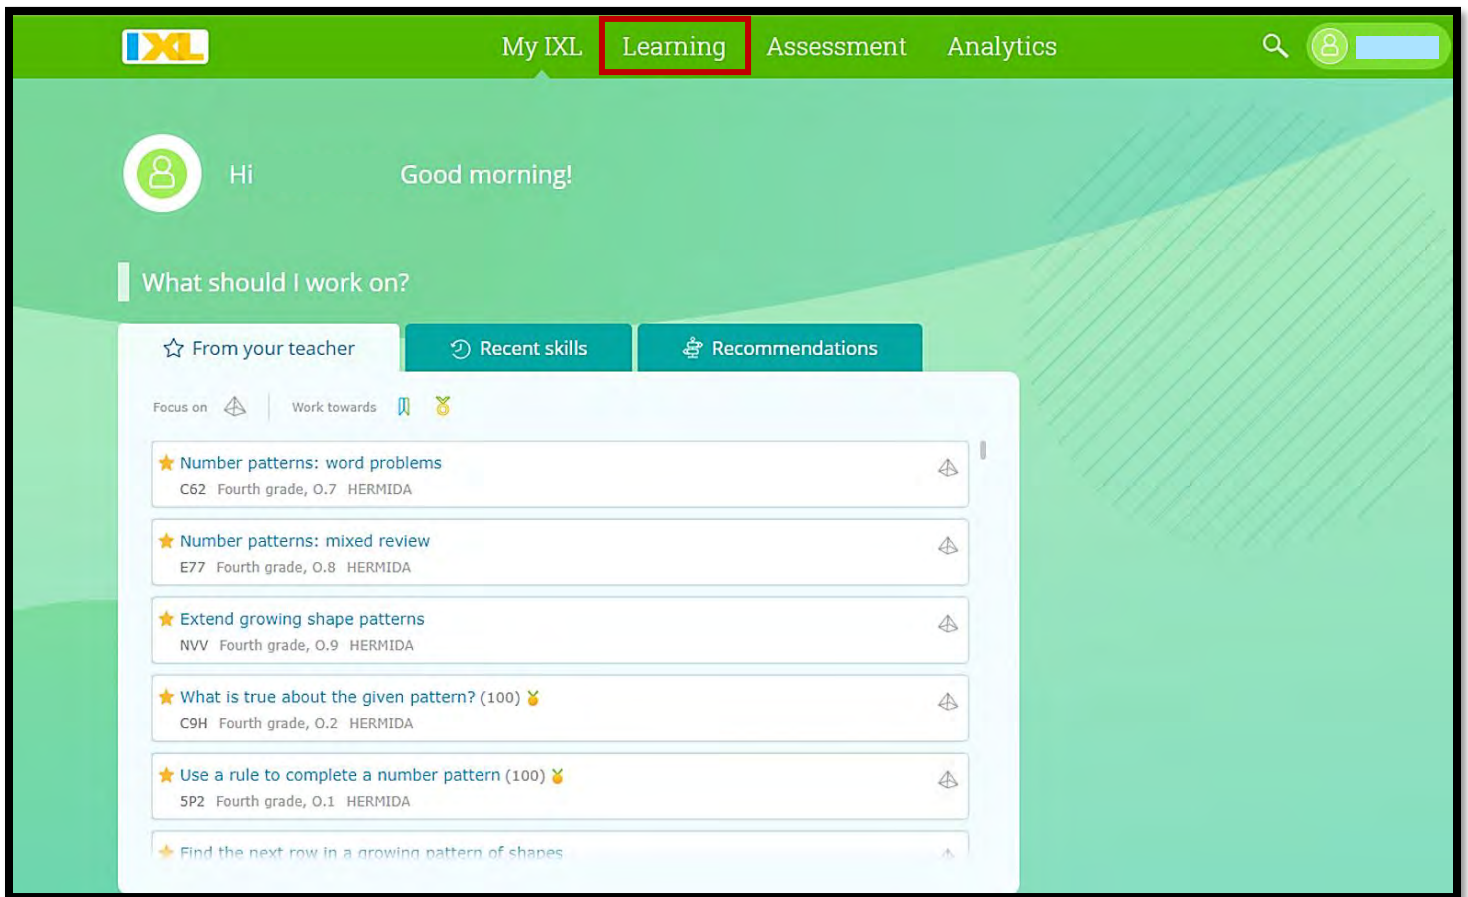 IXL
My IXL Learning Assessment Analytics
Hi Good morning!
What should I work on?
From your teacher Recent skills Recommendations
Focus on Work towards
Number patterns: word problems
C62 Fourth grade, O.7 HERMIDA
Number patterns: mixed review
E77 Fourth grade, O.8 HERMIDA
Extend growing shape patterns
NVV Fourth grade, O.9 HERMIDA
What is true about the given pattern? (100)
C9H Fourth grade, O.2 HERMIDA
Use a rule to complete a number pattern (100)
5P2 Fourth grade, O.1 HERMIDA
Find the next row in a growing pattern of shapes